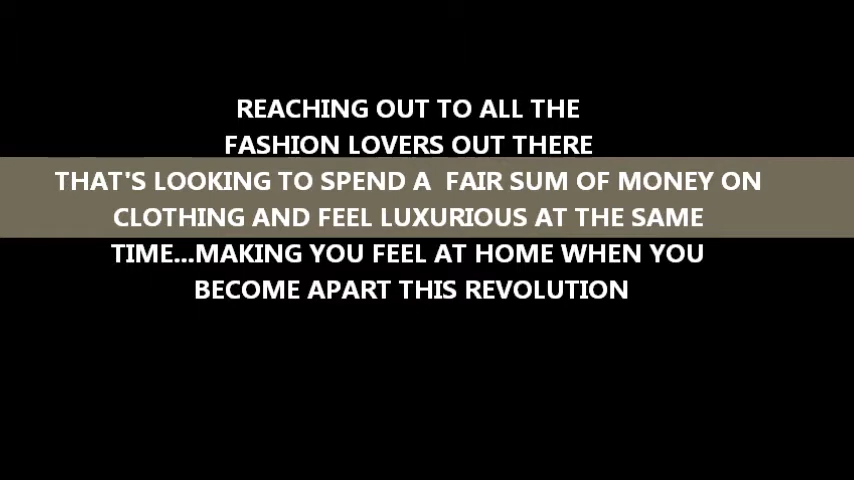 REACHING OUT TO ALL THE
FASHION LOVERS OUT THERE
THAT'S LOOKING TO SPEND A  FAIR SUM OF MONEY ON
CLOTHING AND FEEL LUXURIOUS AT THE SAME
TIME...MAKING YOU FEEL AT HOME WHEN YOU
BECOME APART THIS REVOLUTION